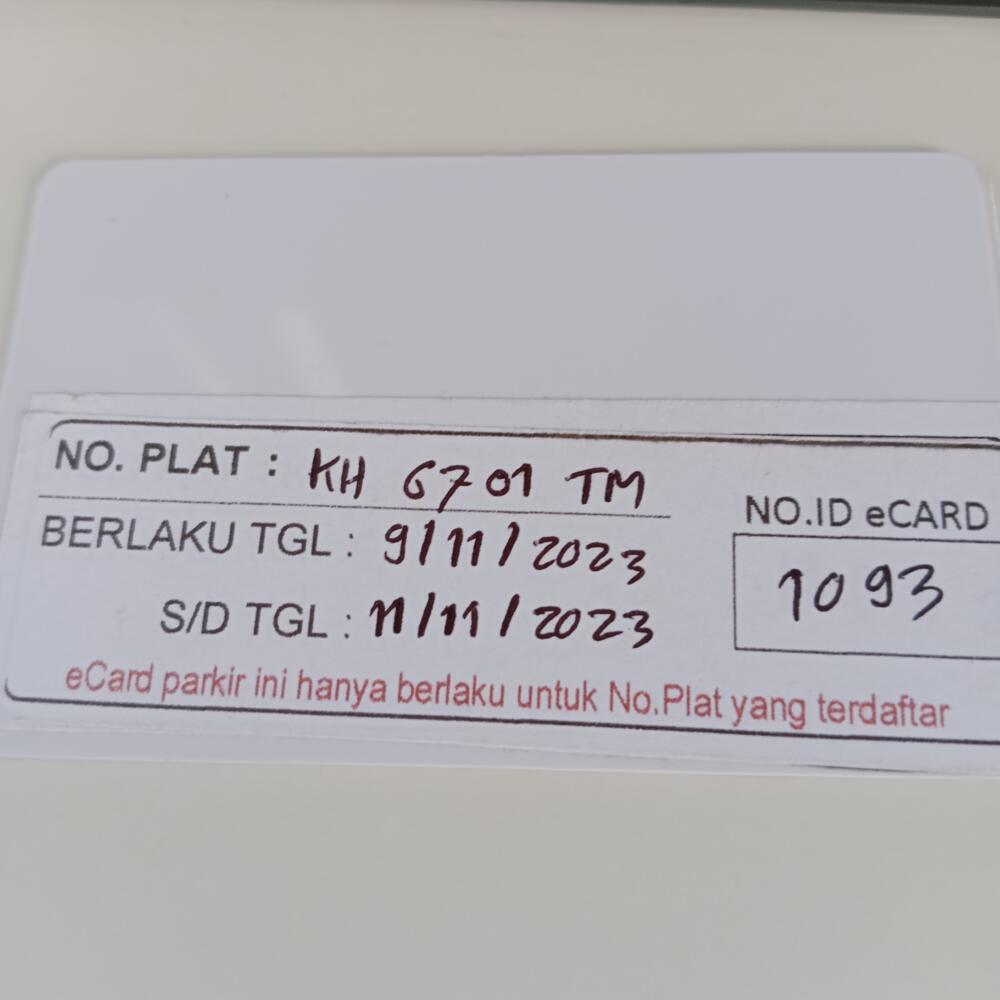 NO. PLAT : KH 6701 TM
BERLAKU TGL : 9/11/2023
S/D TGL : 11/11/2023
NO.ID eCARD
1093
eCard parkir ini hanya berlaku untuk No.Plat yang terdaftar